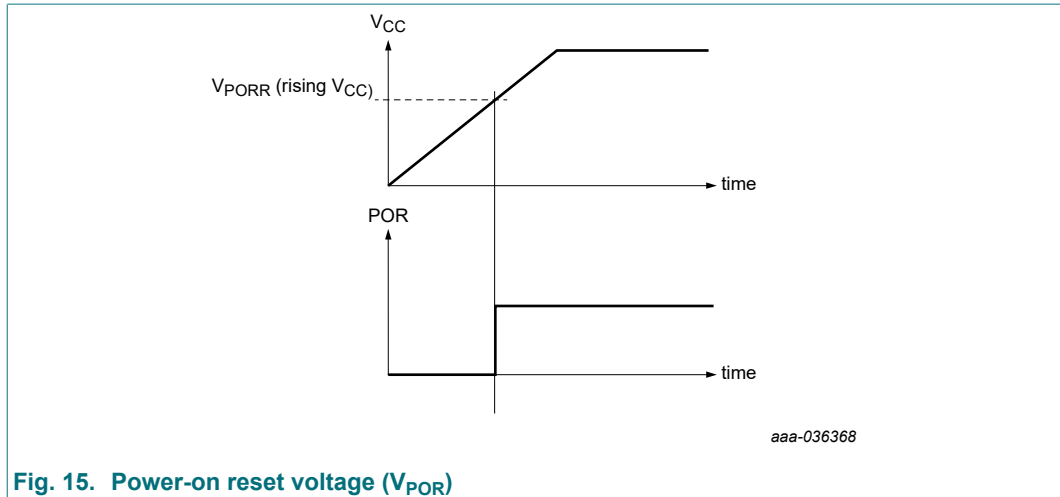 VCC
VPORR (rising VCC)
time
POR
time
aaa-036368
Fig. 15. Power-on reset voltage (VPOR)